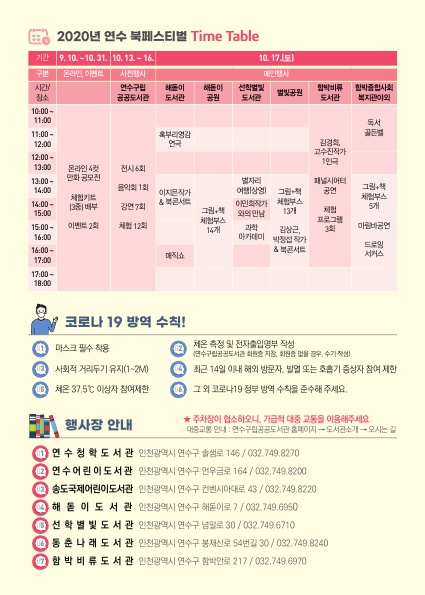 2020년 연수 북페스티벌 Time Table
기간 9. 10. ~10. 31. 10. 13. ~ 16. 10. 17.(토)
구분 온라인, 이벤트 사전행사 메인행사
시간/장소 연수구립 공공도서관 해돋이 도서관 해돋이 공원 선학별빛 도서관 별빛공원 함박비류 도서관 함박종합사회 복지관야외
10:00 ~ 11:00
11:00 ~ 12:00
12:00 ~ 13:00
13:00 ~ 14:00
14:00 ~ 15:00
15:00 ~ 16:00
16:00 ~ 17:00
17:00 ~ 18:00
온라인 4컷
만화 공모전
체험키트
(3종) 배부
이벤트 2회
전시 6회
음악회 1회
강연 7회
체험 12회
혹부리영감
연극
이지은작가
& 북콘서트
매직쇼
그림+책
체험부스
14개
별자리
여행(상영)
이민희작가
와의 만남
과학
아카데미
그림+책
체험부스
13개
김상근,
박정섭 작가
& 북콘서트
김경희,
고수진작가
1인극
패널시어터
공연
체험
프로그램
3회
독서
골든벨
그림+책
체험부스
5개
마림바공연
드로잉
서커스
코로나 19 방역 수칙!
1 마스크 필수 착용
2 체온 측정 및 전자출입명부 작성
(연수구립공공도서관 회원증 지참, 회원증 없을 경우, 수기 작성)
3 사회적 거리두기 유지(1~2M)
4 최근 14일 이내 해외 방문자, 발열 또는 호흡기 증상자 참여 제한
5 체온 37.5℃ 이상자 참여제한
6 그 외 코로나19 정부 방역 수칙을 준수해 주세요.
행사장 안내
★ 주차장이 협소하오니, 가급적 대중 교통을 이용해주세요.
· 대중교통 안내 : 연수구립공공도서관 홈페이지 → 도서관소개 → 오시는 길
1 연수청학도서관 인천광역시 연수구 솔샘로 146 / 032.749.8270
2 연수어린이도서관 인천광역시 연수구 먼우금로 164 / 032.749.8200
3 송도국제어린이도서관 인천광역시 연수구 컨벤시아대로 43 / 032.749.8220
4 해돋이도서관 인천광역시 연수구 해돋이로 7 / 032.749.6950
5 선학별빛도서관 인천광역시 연수구 넘말로 30 / 032.749.6710
6 동춘나래도서관 인천광역시 연수구 봉재산로 54번길 30 / 032.749.8240
7 함박비류도서관 인천광역시 연수구 함박안로 217 / 032.749.6970